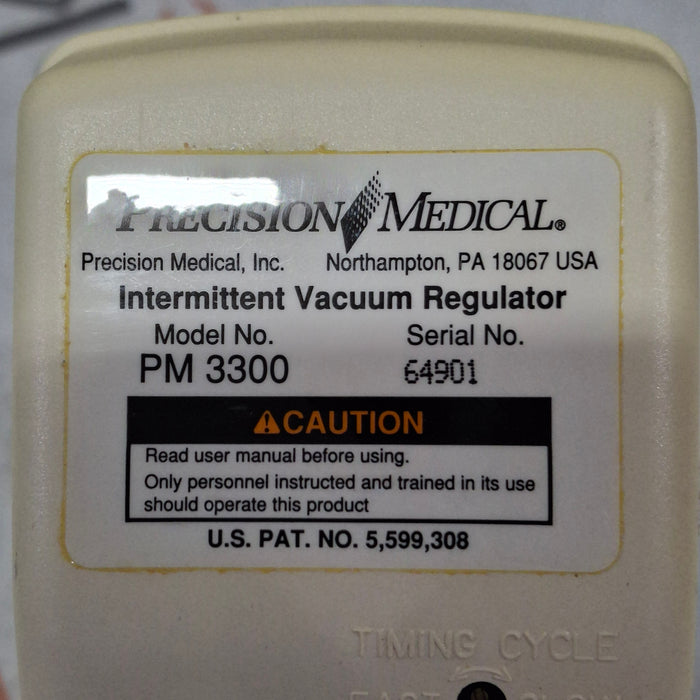 PRECISION MEDICAL®
Precision Medical, Inc. Northampton, PA 18067 USA
Intermittent Vacuum Regulator
Model No. Serial No.
PM 3300 64901
⚠CAUTION
Read user manual before using.
Only personnel instructed and trained in its use
should operate this product
U.S. PAT. NO. 5,599,308
TIMING CYCLE
FAST SLOW